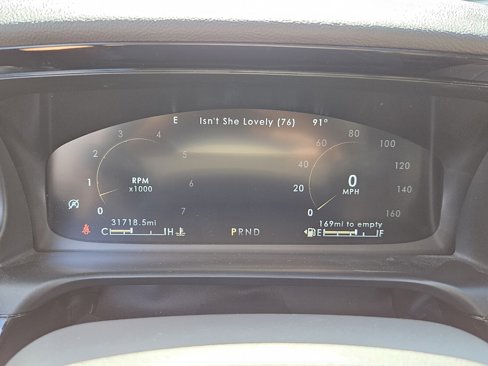 E Isn't She Lovely (76) 91°
3 4
2 5
1 6
0 7
RPM
x1000
60 80
40 100
20 120
0 140
160
0
MPH
31718.5mi
169mi to empty
C H
PRND
E F